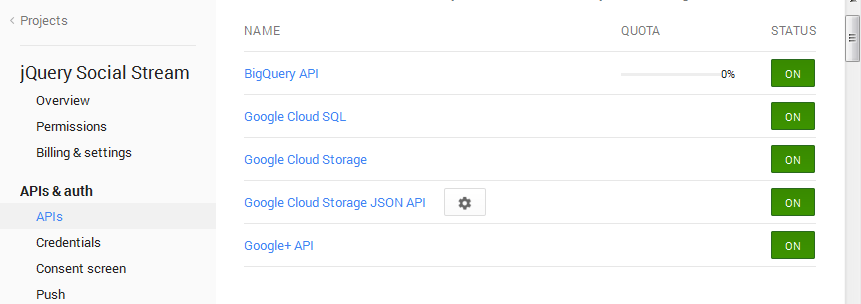 Projects
jQuery Social Stream
Overview
Permissions
Billing & settings
APIs & auth
APIs
Credentials
Consent screen
Push
NAME QUOTA STATUS
BigQuery API 0% ON
Google Cloud SQL ON
Google Cloud Storage ON
Google Cloud Storage JSON API ON
Google+ API ON